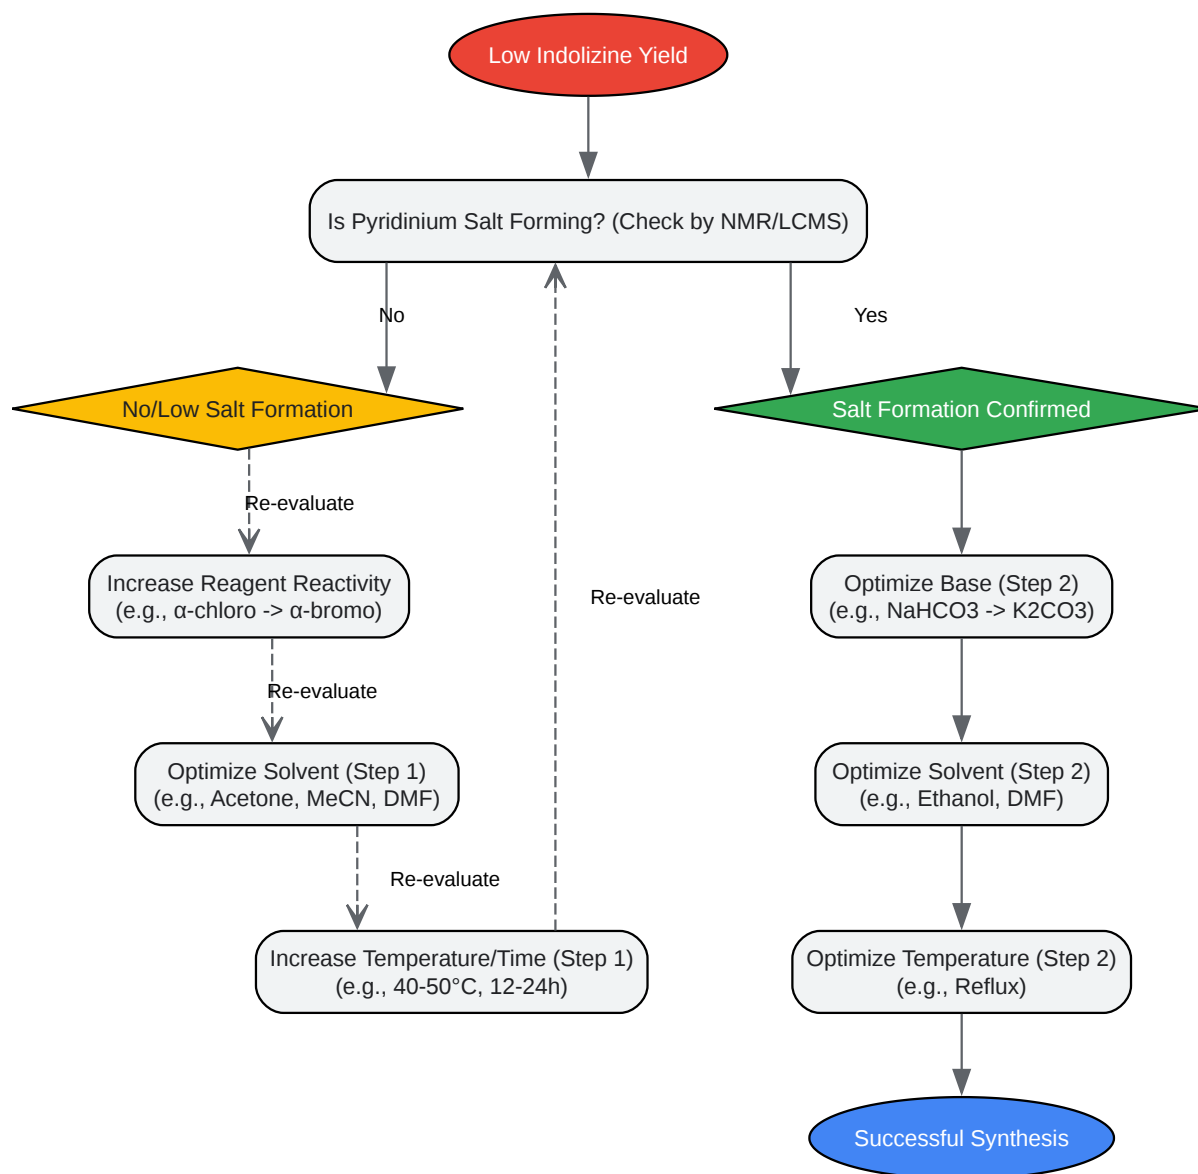 Low Indolizine Yield
Is Pyridinium Salt Forming? (Check by NMR/LCMS)
No
Yes
No/Low Salt Formation
Salt Formation Confirmed
Re-evaluate
Increase Reagent Reactivity
(e.g., α-chloro -> α-bromo)
Re-evaluate
Optimize Base (Step 2)
(e.g., NaHCO3 -> K2CO3)
Re-evaluate
Optimize Solvent (Step 1)
(e.g., Acetone, MeCN, DMF)
Optimize Solvent (Step 2)
(e.g., Ethanol, DMF)
Re-evaluate
Increase Temperature/Time (Step 1)
(e.g., 40-50°C, 12-24h)
Optimize Temperature (Step 2)
(e.g., Reflux)
Successful Synthesis